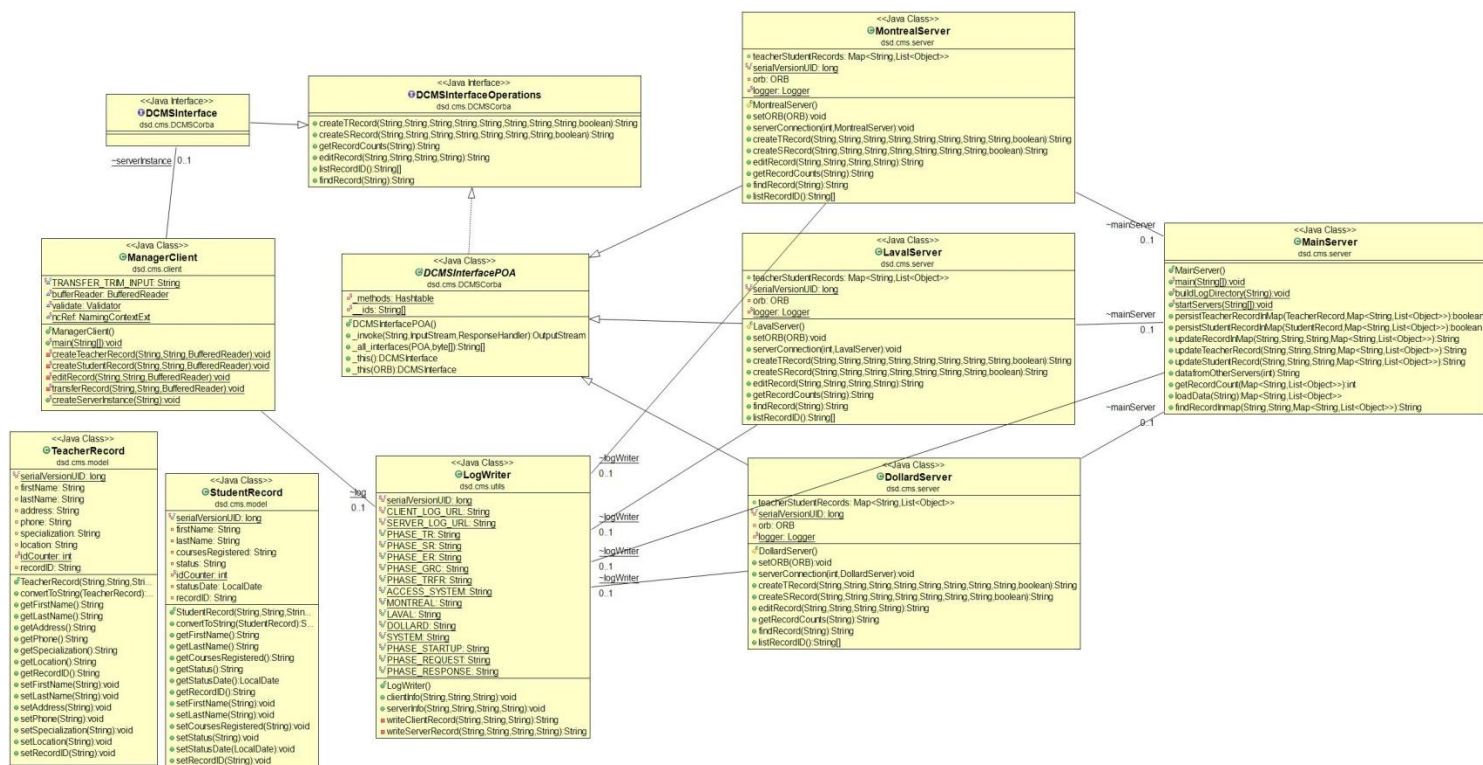 <<Java Interface>>
DCMSInterface
dsd.cms.DCMSCorba
<<Java Interface>>
DCMSInterfaceOperations
dsd.cms.DCMSCorba
createTRecord(String,String,String,String,String,String,String,String,boolean):String
createSRecord(String,String,String,String,String,String,String,boolean):String
getRecordCounts(String):String
editRecord(String,String,String,String):String
listRecordID():String[]
findRecord(String):String
~serverInstance
0..1
<<Java Class>>
ManagerClient
dsd.cms.client
TRANSFER_TRIM_INPUT: String
bufferReader: BufferedReader
validate: Validator
ncRef: NamingContextExt
ManagerClient()
main(String[]):void
createTeacherRecord(String,String,BufferedReader):void
createStudentRecord(String,String,BufferedReader):void
editRecord(String,String,BufferedReader):void
transferRecord(String,String,BufferedReader):void
createServerInstance(String):void
<<Java Class>>
DCMSInterfacePOA
dsd.cms.DCMSCorba
_methods: Hashtable
__ids: String[]
DCMSInterfacePOA()
_invoke(String,InputStream,ResponseHandler):OutputStream
_all_interfaces(POA,byte[]):String[]
_this():DCMSInterface
_this(ORB):DCMSInterface
<<Java Class>>
MontrealServer
dsd.cms.server
teacherStudentRecords: Map<String,List<Object>>
serialVersionUID: long
orb: ORB
logger: Logger
MontrealServer()
setORB(ORB):void
serverConnection(int,MontrealServer):void
createTRecord(String,String,String,String,String,String,String,String,boolean):String
createSRecord(String,String,String,String,String,String,String,boolean):String
editRecord(String,String,String,String):String
getRecordCounts(String):String
findRecord(String):String
listRecordID():String[]
<<Java Class>>
LavalServer
dsd.cms.server
teacherStudentRecords: Map<String,List<Object>>
serialVersionUID: long
orb: ORB
logger: Logger
LavalServer()
setORB(ORB):void
serverConnection(int,LavalServer):void
createTRecord(String,String,String,String,String,String,String,String,boolean):String
createSRecord(String,String,String,String,String,String,String,boolean):String
editRecord(String,String,String,String):String
getRecordCounts(String):String
findRecord(String):String
listRecordID():String[]
<<Java Class>>
DollardServer
dsd.cms.server
teacherStudentRecords: Map<String,List<Object>>
serialVersionUID: long
orb: ORB
logger: Logger
DollardServer()
setORB(ORB):void
serverConnection(int,DollardServer):void
createTRecord(String,String,String,String,String,String,String,String,boolean):String
createSRecord(String,String,String,String,String,String,String,boolean):String
editRecord(String,String,String,String):String
getRecordCounts(String):String
findRecord(String):String
listRecordID():String[]
~mainServer
0..1
~mainServer
0..1
~mainServer
0..1
<<Java Class>>
MainServer
dsd.cms.server
MainServer()
main(String[]):void
buildLogDirectory(String):void
startServers(String[]):void
persistTeacherRecordInMap(TeacherRecord,Map<String,List<Object>>):boolean
persistStudentRecordInMap(StudentRecord,Map<String,List<Object>>):boolean
updateRecordInMap(String,String,String,Map<String,List<Object>>):String
updateTeacherRecord(String,String,String,Map<String,List<Object>>):String
updateStudentRecord(String,String,String,Map<String,List<Object>>):String
datafromOtherServers(int):String
getRecordCount(Map<String,List<Object>>):int
loadData(String):Map<String,List<Object>>
findRecordInmap(String,String,Map<String,List<Object>>):String
<<Java Class>>
TeacherRecord
dsd.cms.model
serialVersionUID: long
firstName: String
lastName: String
address: String
phone: String
specialization: String
location: String
idCounter: int
recordID: String
TeacherRecord(String,String,Stri...
convertToString(TeacherRecord):...
getFirstName():String
getLastName():String
getAddress():String
getPhone():String
getSpecialization():String
getLocation():String
getRecordID():String
setFirstName(String):void
setLastName(String):void
setAddress(String):void
setPhone(String):void
setSpecialization(String):void
setLocation(String):void
setRecordID(String):void
<<Java Class>>
StudentRecord
dsd.cms.model
serialVersionUID: long
firstName: String
lastName: String
coursesRegistered: String
status: String
idCounter: int
statusDate: LocalDate
recordID: String
StudentRecord(String,String,Strin...
convertToString(StudentRecord):S...
getFirstName():String
getLastName():String
getCoursesRegistered():String
getStatus():String
getStatusDate():LocalDate
getRecordID():String
setFirstName(String):void
setLastName(String):void
setCoursesRegistered(String):void
setStatus(String):void
setStatusDate(LocalDate):void
setRecordID(String):void
~log
0..1
<<Java Class>>
LogWriter
dsd.cms.utils
serialVersionUID: long
CLIENT_LOG_URL: String
SERVER_LOG_URL: String
PHASE_TR: String
PHASE_SR: String
PHASE_ER: String
PHASE_GRC: String
PHASE_TRFR: String
ACCESS_SYSTEM: String
MONTREAL: String
LAVAL: String
DOLLARD: String
SYSTEM: String
PHASE_STARTUP: String
PHASE_REQUEST: String
PHASE_RESPONSE: String
LogWriter()
clientInfo(String,String,String):void
serverInfo(String,String,String,String):void
writeClientRecord(String,String,String):String
writeServerRecord(String,String,String,String):String
~logWriter
0..1
~logWriter
0..1
~logWriter
0..1
~logWriter
0..1